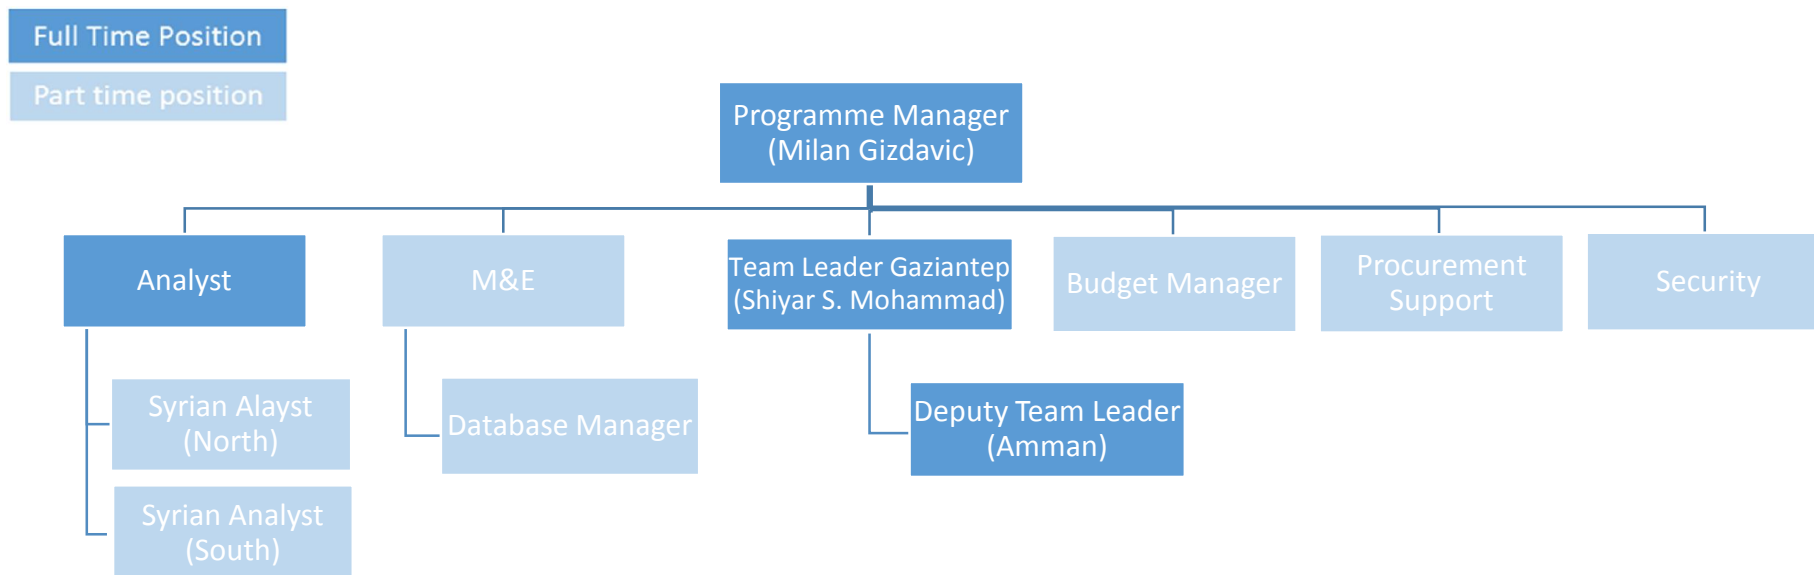 Full Time Position
Part time position
Programme Manager
(Milan Gizdavic)
Analyst
M&E
Team Leader Gaziantep
(Shiyar S. Mohammad)
Budget Manager
Procurement
Support
Security
Syrian Alayst
(North)
Database Manager
Deputy Team Leader
(Amman)
Syrian Analyst
(South)